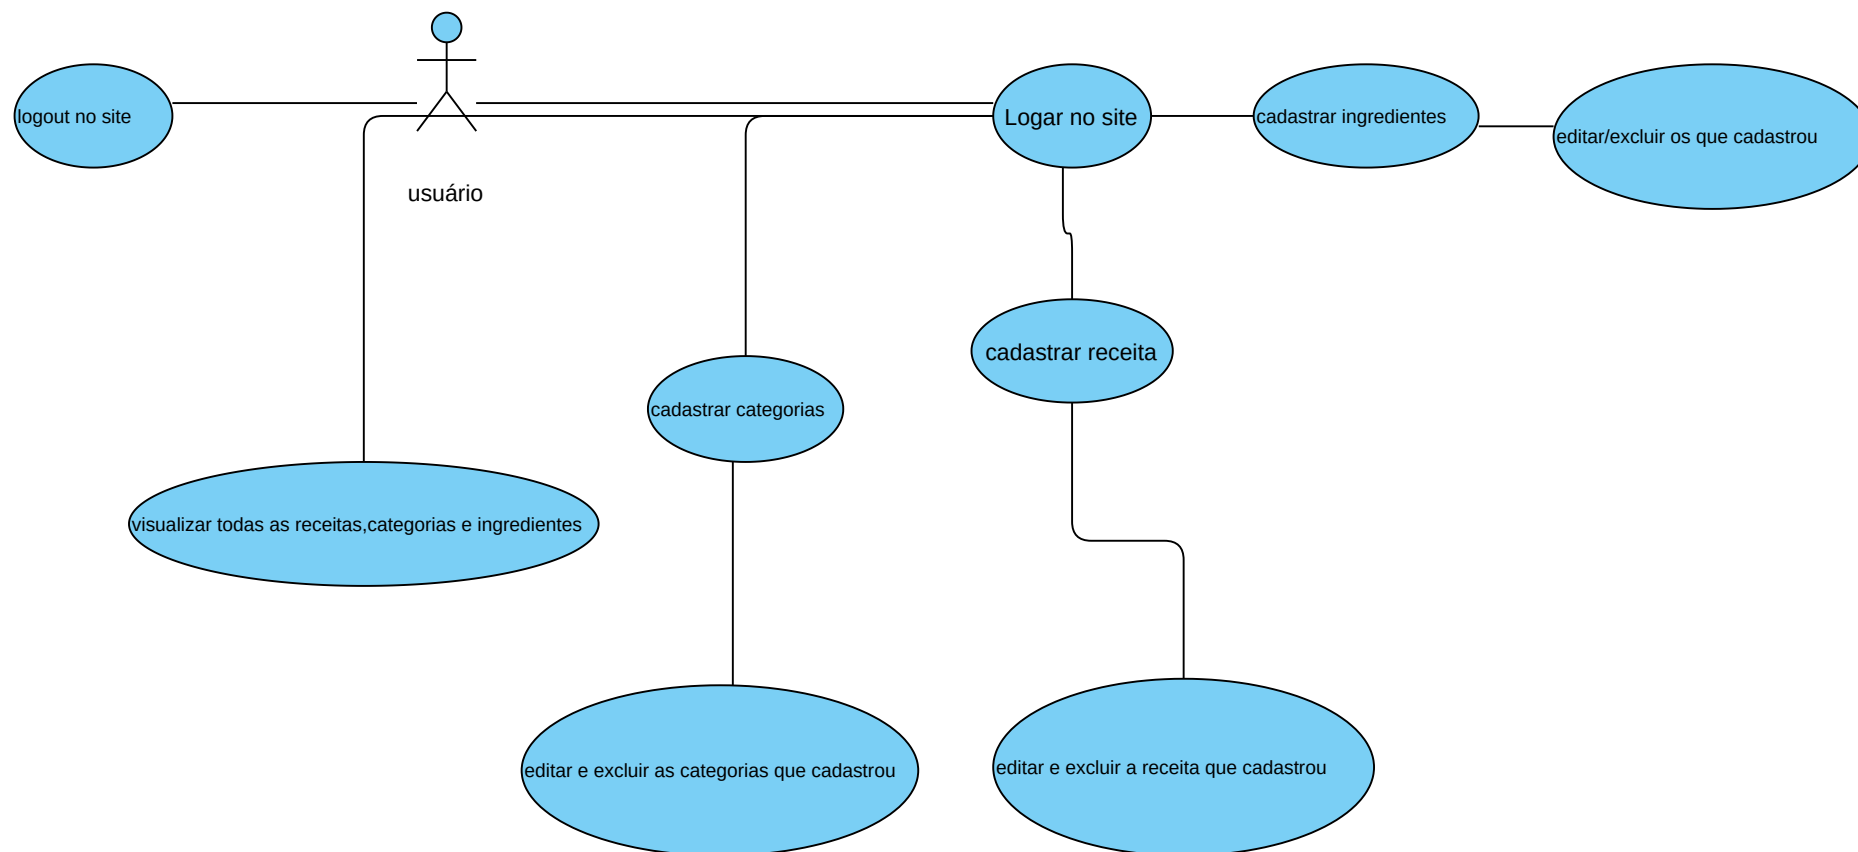 logout no site
usuário
Logar no site
cadastrar ingredientes
editar/excluir os que cadastrou
cadastrar receita
cadastrar categorias
visualizar todas as receitas,categorias e ingredientes
editar e excluir as categorias que cadastrou
editar e excluir a receita que cadastrou